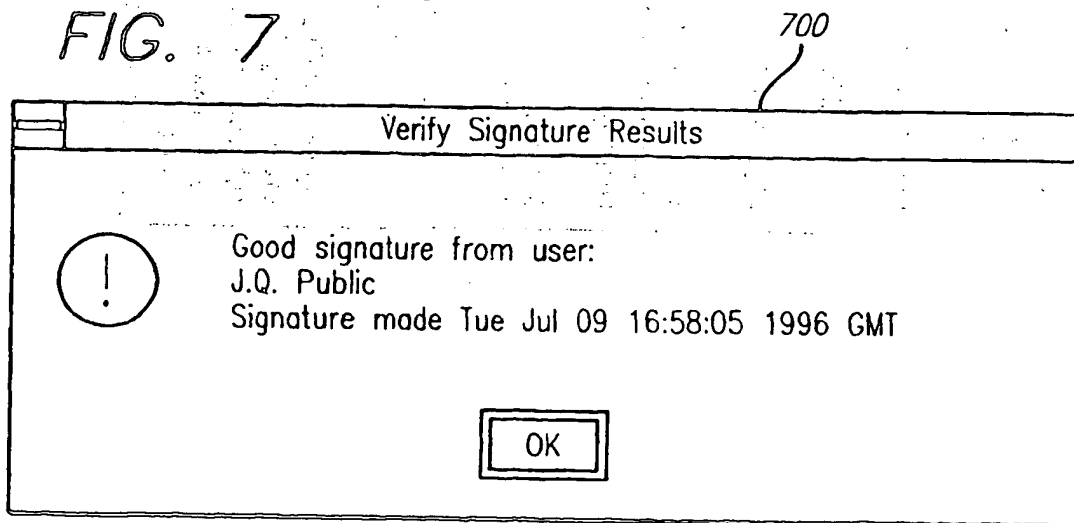 FIG. 7
700
Verify Signature Results
Good signature from user:
J.Q. Public
Signature made Tue Jul 09 16:58:05 1996 GMT
!
OK